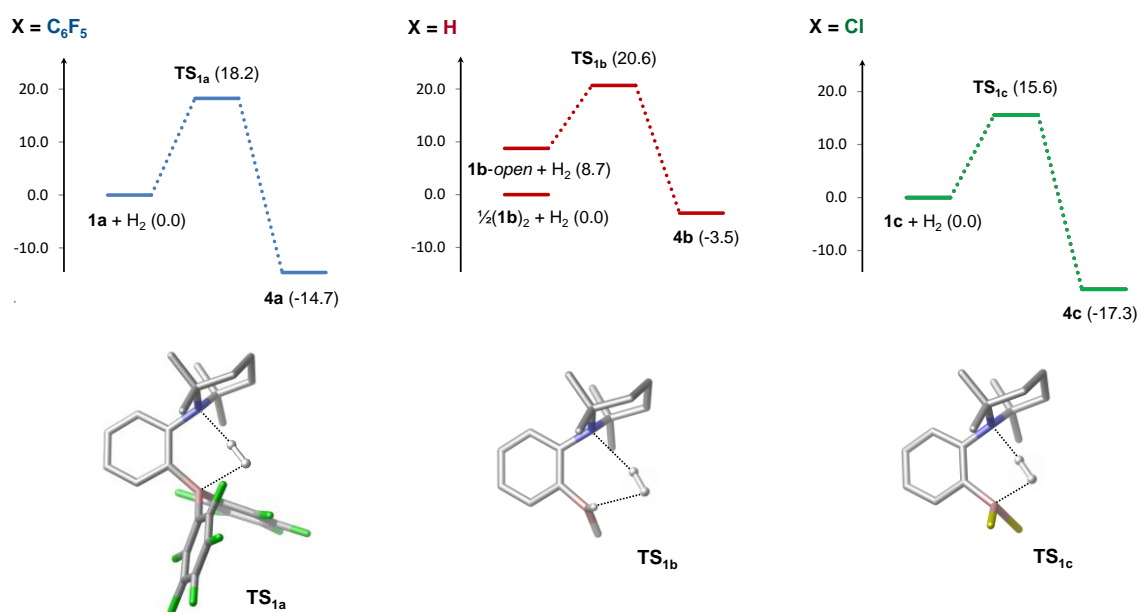 X = C₆F₅
TS₁ₐ (18.2)
20.0
10.0
0.0
-10.0
1a + H₂ (0.0)
4a (-14.7)
X = H
TS₁b (20.6)
20.0
10.0
0.0
-10.0
1b-open + H₂ (8.7)
½(1b)₂ + H₂ (0.0)
4b (-3.5)
X = Cl
TS₁c (15.6)
20.0
10.0
0.0
-10.0
1c + H₂ (0.0)
4c (-17.3)
TS₁ₐ
TS₁b
TS₁c